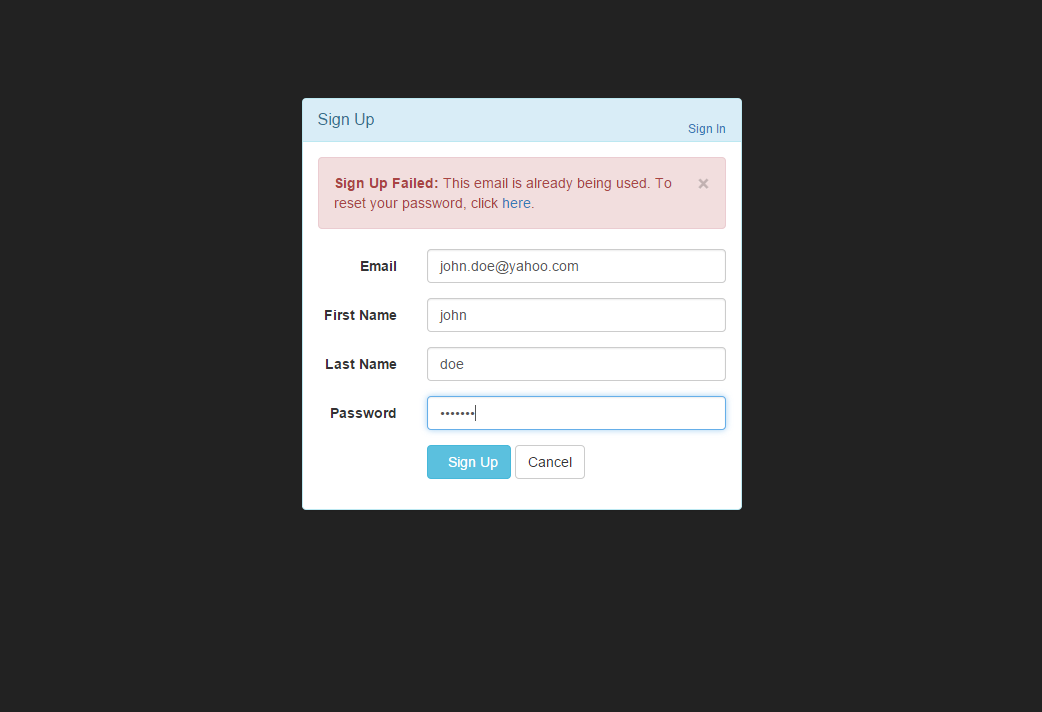 Sign Up
Sign In
Sign Up Failed: This email is already being used. To ×
reset your password, click here.
Email john.doe@yahoo.com
First Name john
Last Name doe
Password •••••••
Sign Up Cancel